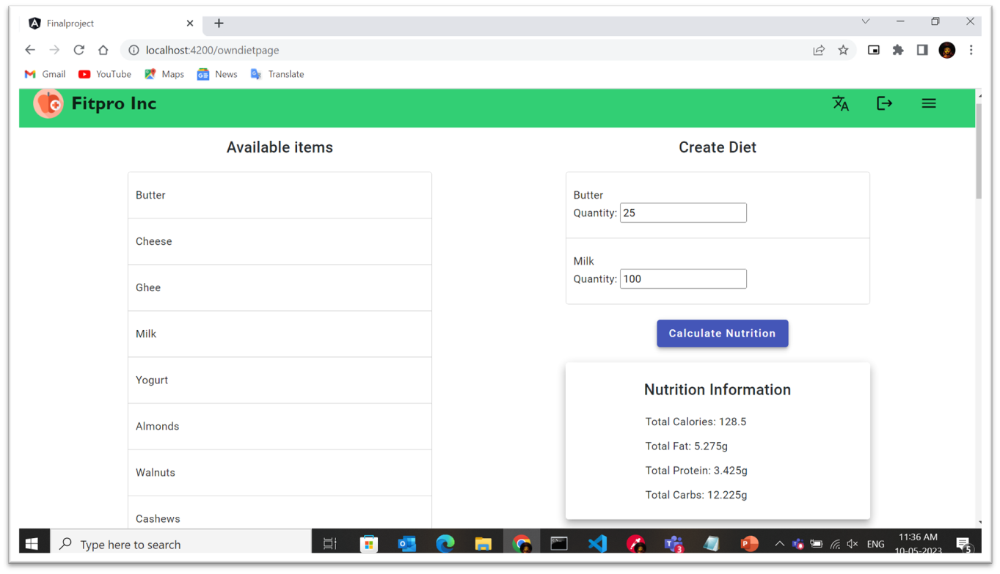 Finalproject
localhost:4200/owndietpage
Gmail YouTube Maps News Translate
Fitpro Inc
Available items
Butter
Cheese
Ghee
Milk
Yogurt
Almonds
Walnuts
Cashews
Create Diet
Butter
Quantity: 25
Milk
Quantity: 100
Calculate Nutrition
Nutrition Information
Total Calories: 128.5
Total Fat: 5.275g
Total Protein: 3.425g
Total Carbs: 12.225g
Type here to search
3
ENG
11:36 AM
10-05-2023
5